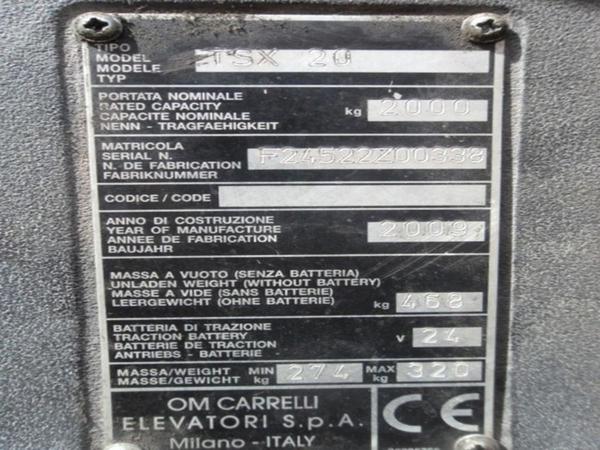 TIPO
MODEL
MODELE
TYP
TSX 20
PORTATA NOMINALE
RATED CAPACITY
CAPACITE NOMINALE
NENN - TRAGFAEHIGKEIT
kg 2000
MATRICOLA
SERIAL N.
N. DE FABRICATION
FABRIKNUMMER
F24522Z00338
CODICE / CODE
ANNO DI COSTRUZIONE
YEAR OF MANUFACTURE
ANNEE DE FABRICATION
BAUJAHR
2009
MASSA A VUOTO (SENZA BATTERIA)
UNLADEN WEIGHT (WITHOUT BATTERY)
MASSE A VIDE (SANS BATTERIE)
LEERGEWICHT (OHNE BATTERIE)
kg 468
BATTERIA DI TRAZIONE
TRACTION BATTERY
BATTERIE DE TRACTION
ANTRIEBS - BATTERIE
V 24
MASSA/WEIGHT MIN 274 MAX 320
MASSE/GEWICHT kg kg
OM CARRELLI
ELEVATORI S.p.A.
Milano - ITALY
CE